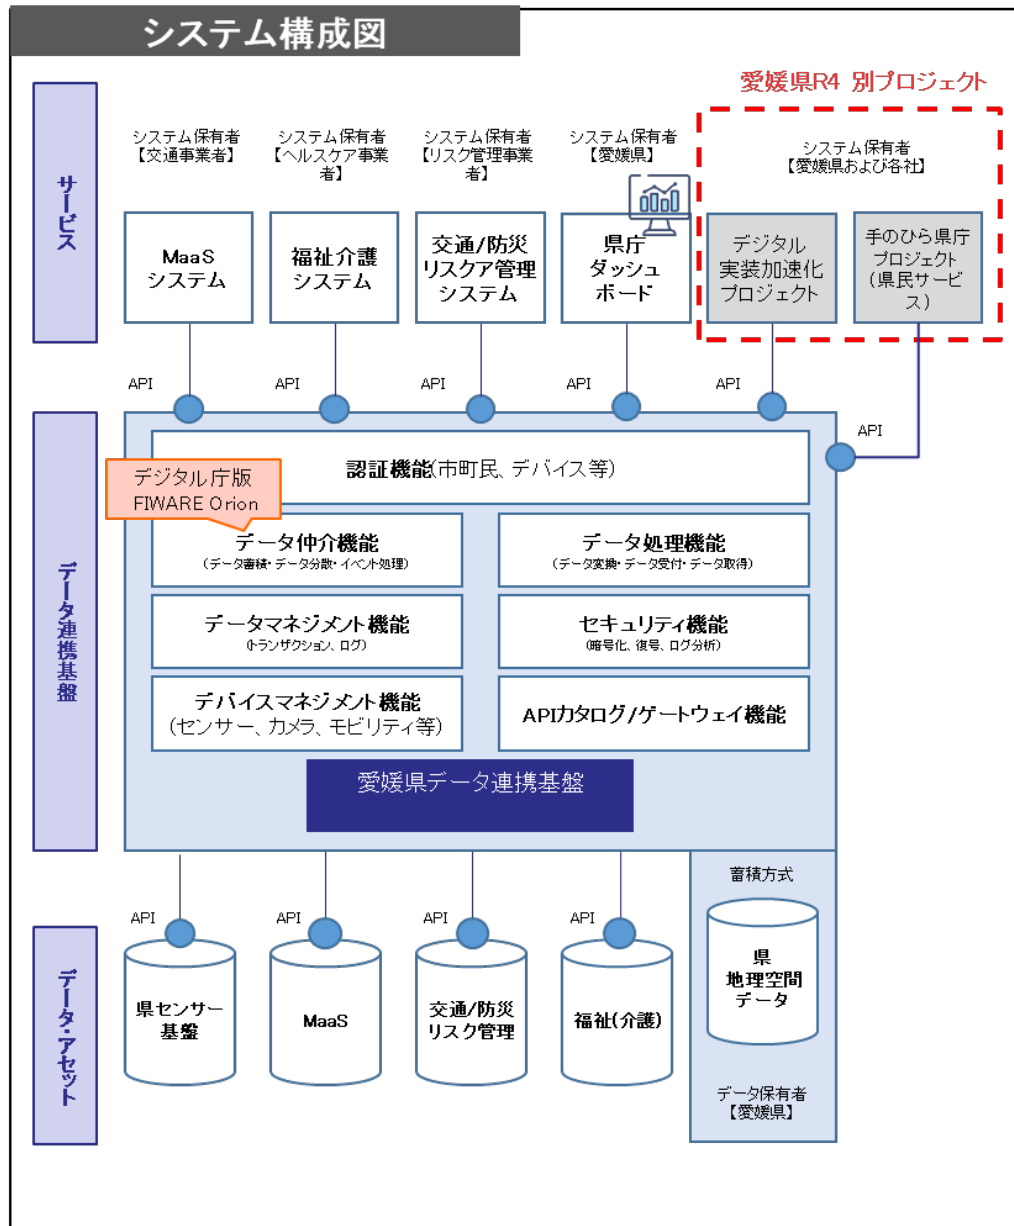 システム構成図
愛媛県R4 別プロジェクト
サービス
システム保有者
【交通事業者】
システム保有者
【ヘルスケア事業
者】
システム保有者
【リスク管理事業
者】
システム保有者
【愛媛県】
システム保有者
【愛媛県および各社】
MaaS
システム
福祉介護
システム
交通/防災
リスクア管理
システム
県庁
ダッシュ
ボード
デジタル
実装加速化
プロジェクト
手のひら県庁
プロジェクト
(県民サービ
ス)
API
API
API
API
API
API
データ連携基盤
認証機能(市町民、デバイス等)
デジタル庁版
FIWARE Orion
データ仲介機能
(データ蓄積・データ分散・イベント処理)
データ処理機能
(データ変換・データ受付・データ取得)
データマネジメント機能
(トランザクション、ログ)
セキュリティ機能
(暗号化、復号、ログ分析)
デバイスマネジメント機能
(センサー、カメラ、モビリティ等)
APIカタログ/ゲートウェイ機能
愛媛県データ連携基盤
データ・アセット
API
API
API
API
県センサー
基盤
MaaS
交通/防災
リスク管理
福祉(介護)
蓄積方式
県
地理空間
データ
データ保有者
【愛媛県】